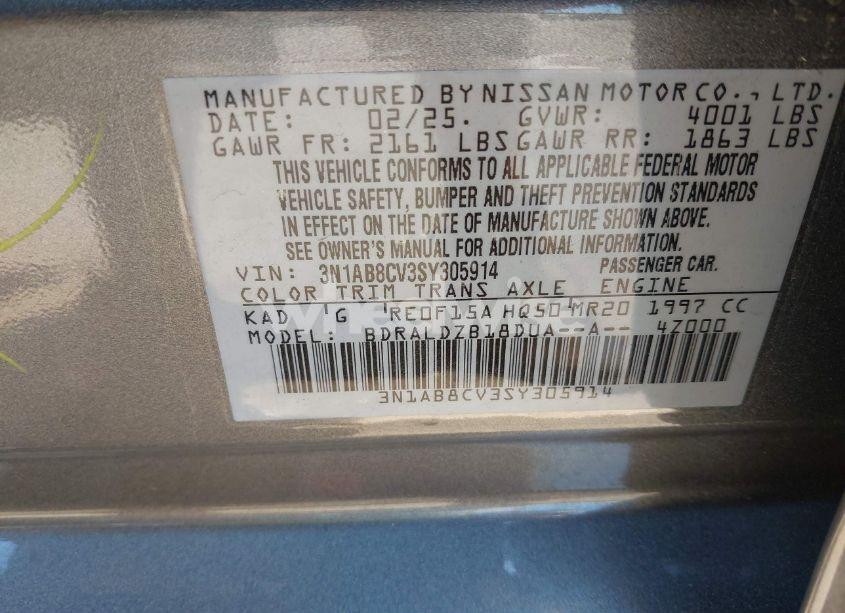 MANUFACTURED BY NISSAN MOTOR CO., LTD.
DATE: 02/25. GVWR: 4001 LBS
GAWR FR: 2161 LBS GAWR RR: 1863 LBS
THIS VEHICLE CONFORMS TO ALL APPLICABLE FEDERAL MOTOR
VEHICLE SAFETY, BUMPER AND THEFT PREVENTION STANDARDS
IN EFFECT ON THE DATE OF MANUFACTURE SHOWN ABOVE.
SEE OWNER'S MANUAL FOR ADDITIONAL INFORMATION.
VIN: 3N1AB8CV3SY305914 PASSENGER CAR.
COLOR TRIM TRANS AXLE ENGINE
KAD G RE0F15A HQ50 MR20 1997 CC
MODEL: BDRALDZB18DUA--A-- 4Z000
3N1AB8CV3SY305914